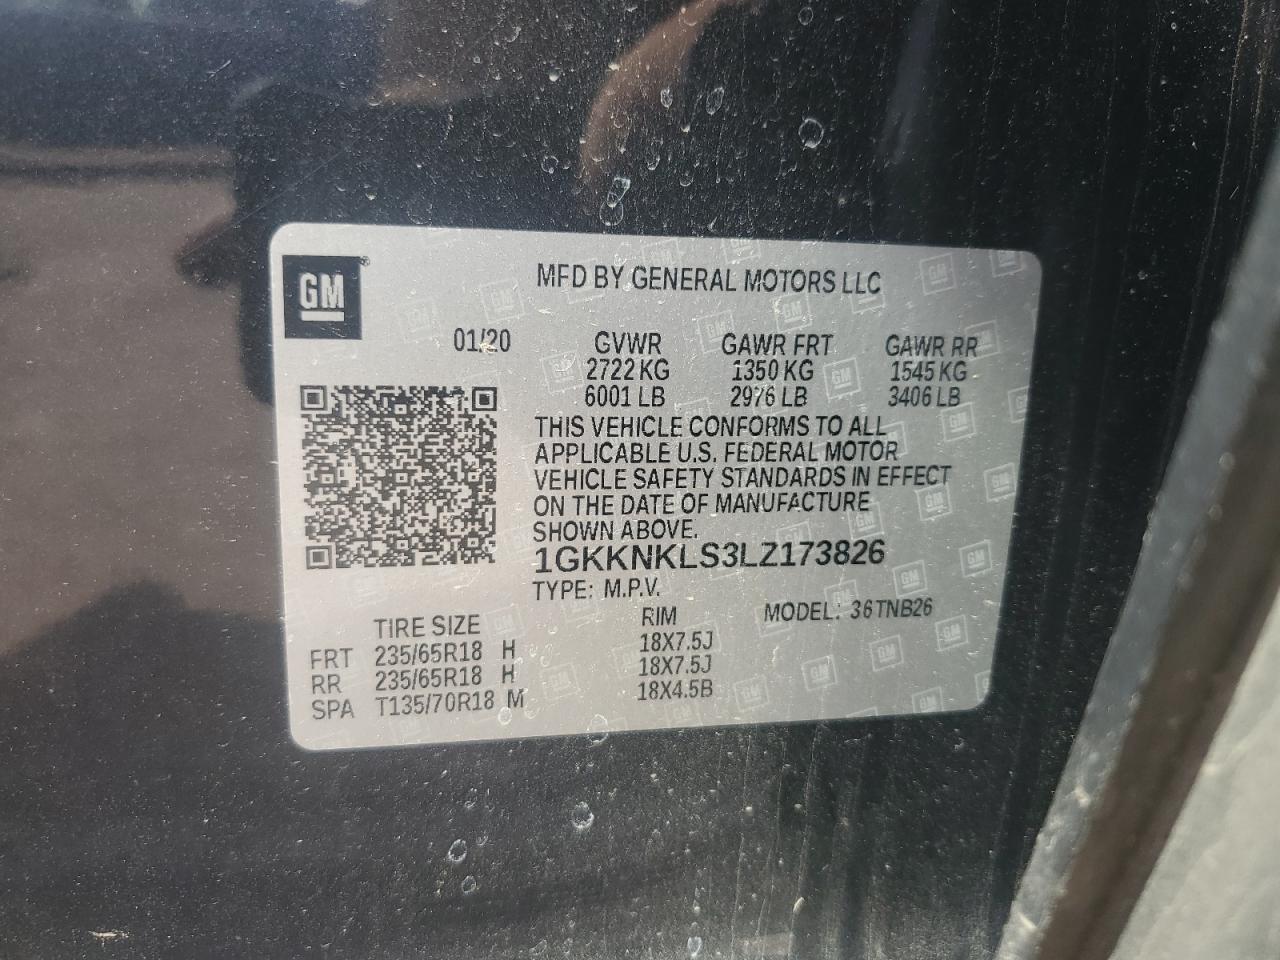 GM
MFD BY GENERAL MOTORS LLC
01/20 GVWR GAWR FRT GAWR RR
2722 KG 1350 KG 1545 KG
6001 LB 2976 LB 3406 LB
THIS VEHICLE CONFORMS TO ALL
APPLICABLE U.S. FEDERAL MOTOR
VEHICLE SAFETY STANDARDS IN EFFECT
ON THE DATE OF MANUFACTURE
SHOWN ABOVE.
1GKKNKLS3LZ173826
TYPE: M.P.V.
TIRE SIZE RIM MODEL: 36TNB26
FRT 235/65R18 H 18X7.5J
RR 235/65R18 H 18X7.5J
SPA T135/70R18 M 18X4.5B